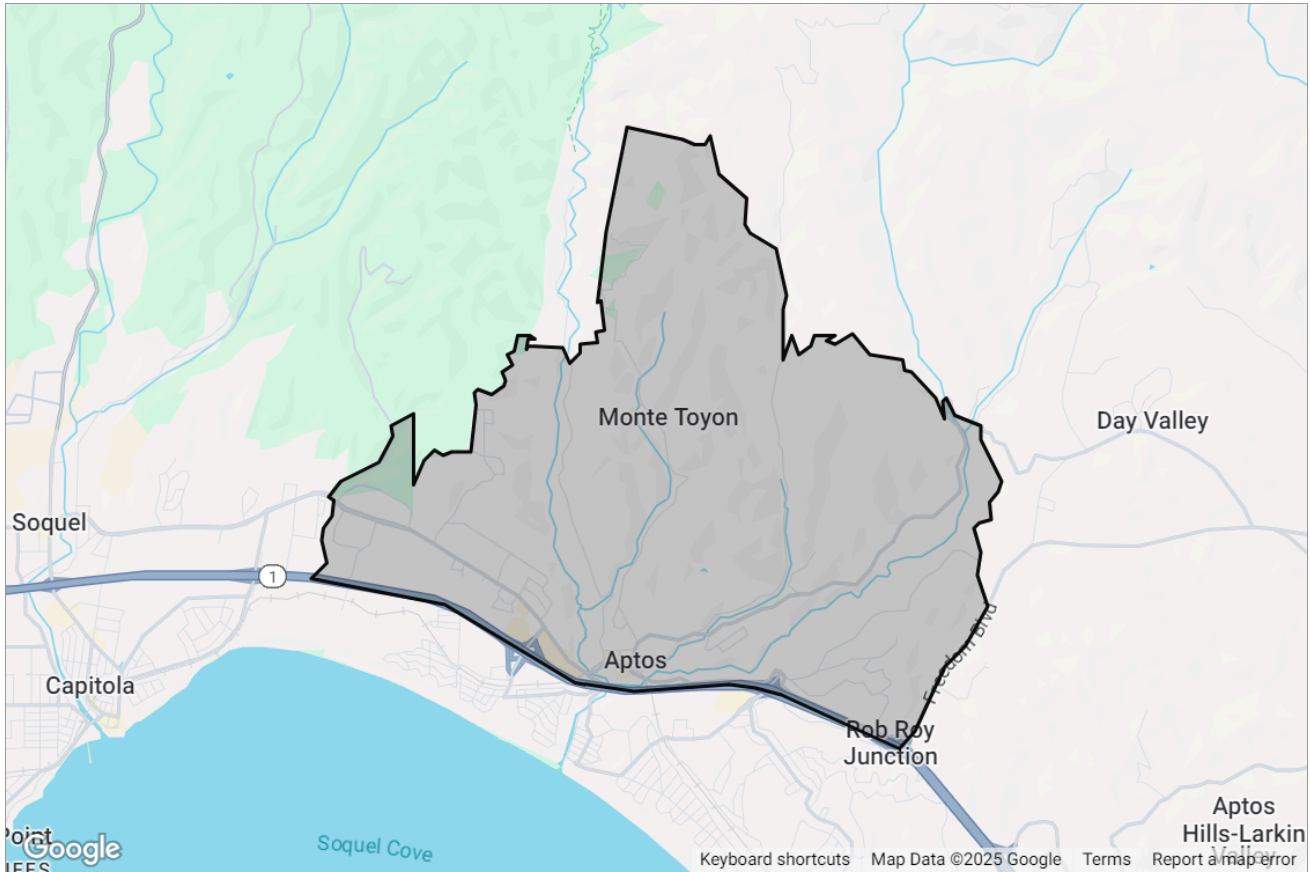 Monte Toyon
Day Valley
Soquel
1
Freedom Blvd
Aptos
Capitola
Rob Roy
Junction
Aptos
Hills-Larkin
Valley
Point
Soquel Cove
Google
Keyboard shortcuts
Map Data ©2025 Google
Terms
Report a map error